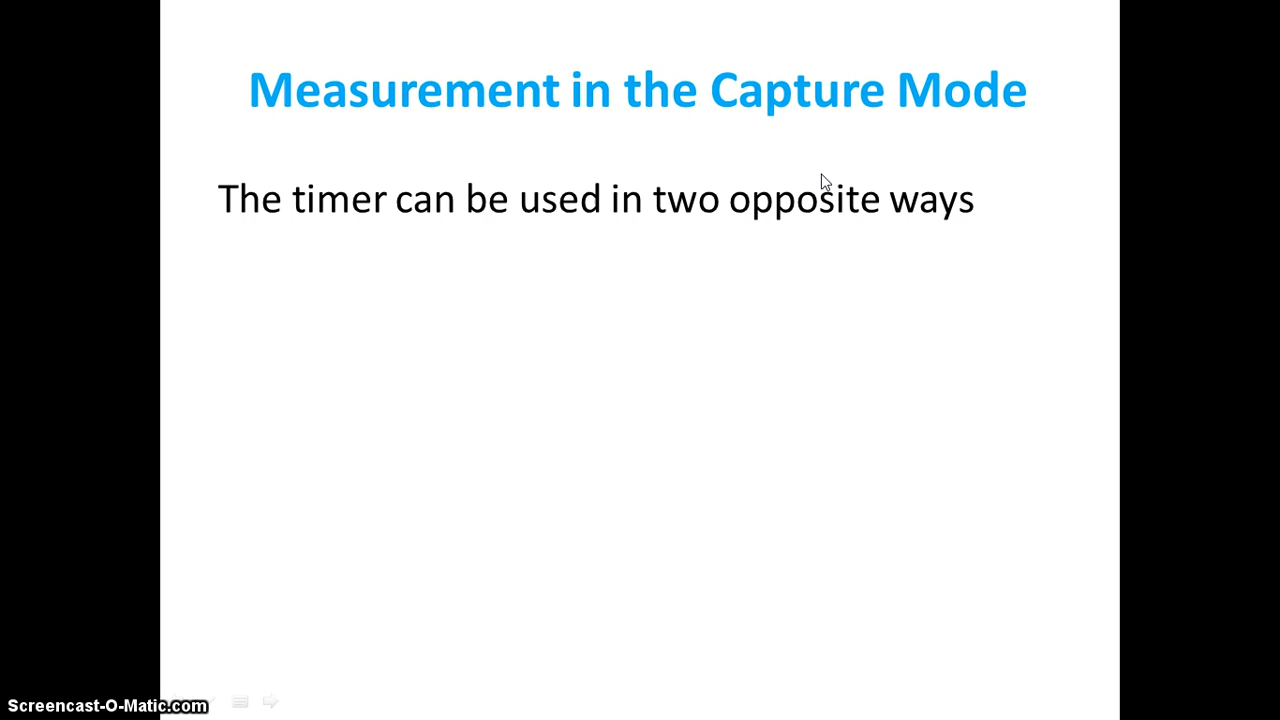 Measurement in the Capture Mode
The timer can be used in two opposite ways
Screencast-O-Matic.com